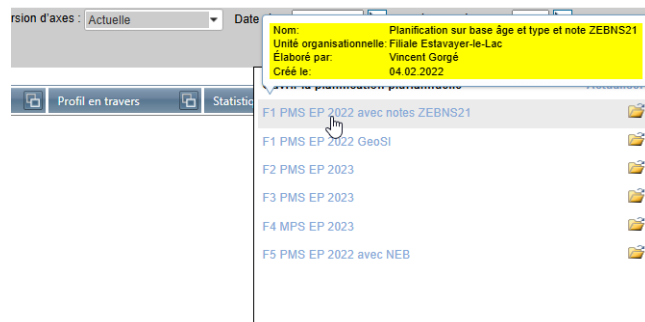 rsion d'axes : Actuelle Date
Nom: Planification sur base âge et type et note ZEBNS21
Unité organisationnelle: Filiale Estavayer-le-Lac
Élaboré par: Vincent Gorgé
Créé le: 04.02.2022
Profil en travers Statistic
F1 PMS EP 2022 avec notes ZEBNS21
F1 PMS EP 2022 GeoSI
F2 PMS EP 2023
F3 PMS EP 2023
F4 MPS EP 2023
F5 PMS EP 2022 avec NEB